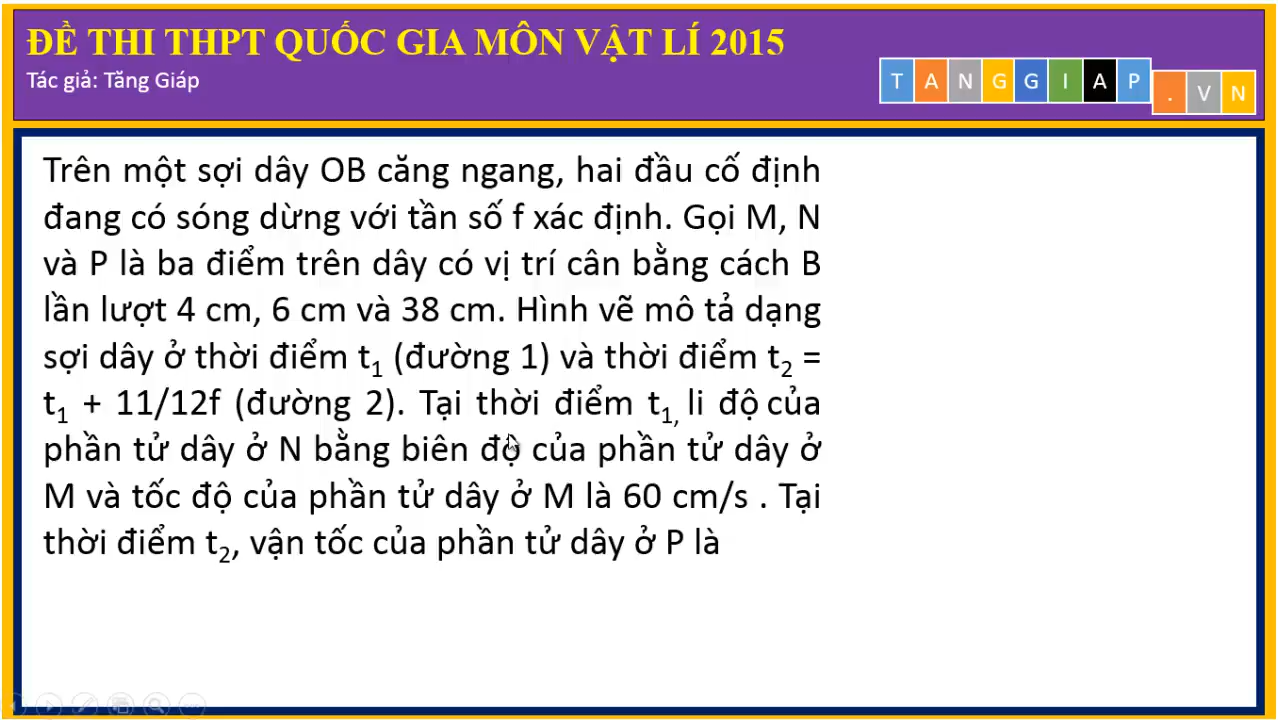 ĐỀ THI THPT QUỐC GIA MÔN VẬT LÍ 2015
Tác giả: Tăng Giáp
TANGGIAP.VN
Trên một sợi dây OB căng ngang, hai đầu cố định
đang có sóng dừng với tần số f xác định. Gọi M, N
và P là ba điểm trên dây có vị trí cân bằng cách B
lần lượt 4 cm, 6 cm và 38 cm. Hình vẽ mô tả dạng
sợi dây ở thời điểm t₁ (đường 1) và thời điểm t₂ =
t₁ + 11/12f (đường 2). Tại thời điểm t₁, li độ của
phần tử dây ở N bằng biên độ của phần tử dây ở
M và tốc độ của phần tử dây ở M là 60 cm/s . Tại
thời điểm t₂, vận tốc của phần tử dây ở P là